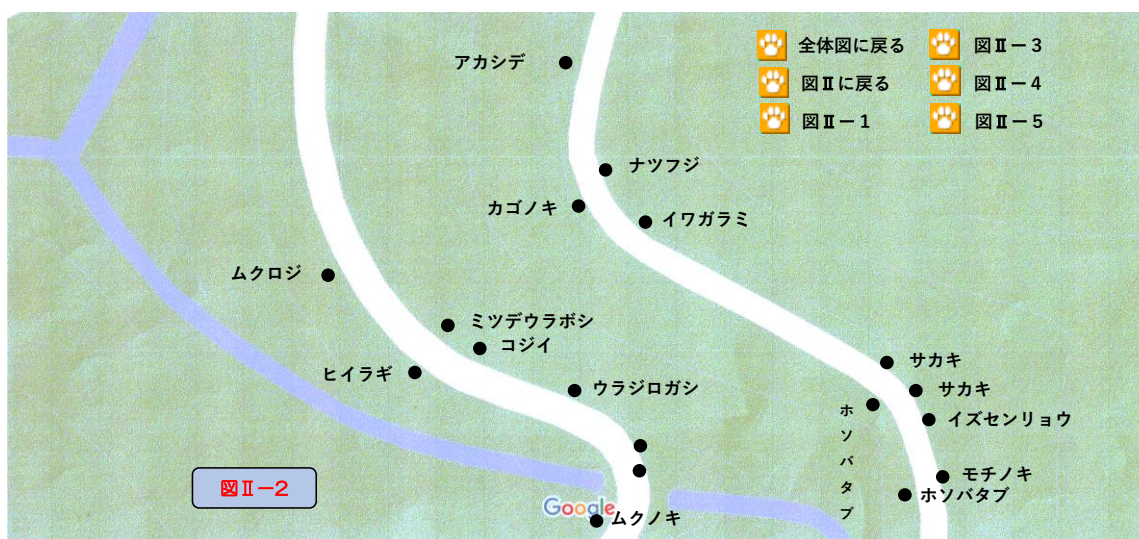 アカシデ
全体図に戻る
図Ⅱ－3
図Ⅱに戻る
図Ⅱ－4
図Ⅱ－1
図Ⅱ－5
ナツフジ
カゴノキ
イワガラミ
ムクロジ
ミツデウラボシ
コジイ
ヒイラギ
ウラジロガシ
サカキ
サカキ
ホソバタブ
イズセンリョウ
モチノキ
ホソバタブ
図Ⅱ－2
Google
ムクノキ